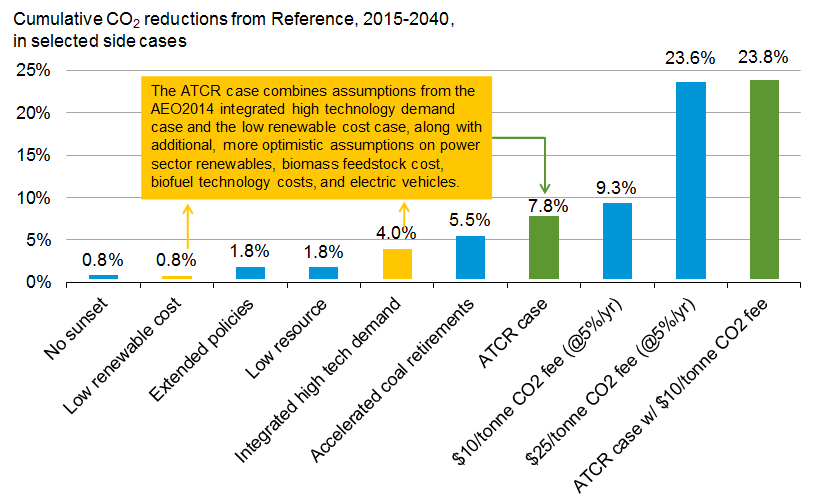 Cumulative CO2 reductions from Reference, 2015-2040,
in selected side cases
25%
20%
15%
10%
5%
0%
The ATCR case combines assumptions from the
AEO2014 integrated high technology demand
case and the low renewable cost case, along with
additional, more optimistic assumptions on power
sector renewables, biomass feedstock cost,
biofuel technology costs, and electric vehicles.
0.8%
0.8%
1.8%
1.8%
4.0%
5.5%
7.8%
9.3%
23.6%
23.8%
No sunset
Low renewable cost
Extended policies
Low resource
Integrated high tech demand
Accelerated coal retirements
ATCR case
$10/tonne CO2 fee (@5%/yr)
$25/tonne CO2 fee (@5%/yr)
ATCR case w/ $10/tonne CO2 fee